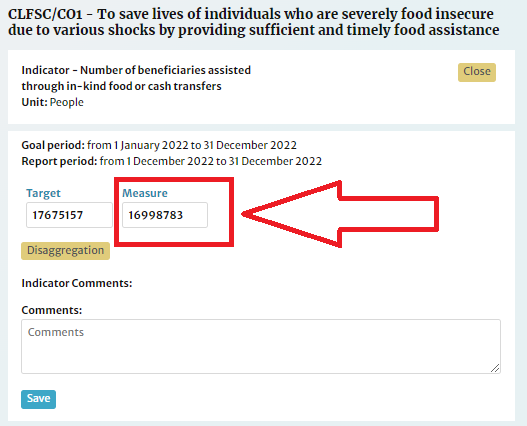 CLFSC/CO1 - To save lives of individuals who are severely food insecure
due to various shocks by providing sufficient and timely food assistance
Indicator - Number of beneficiaries assisted
through in-kind food or cash transfers
Close
Unit: People
Goal period: from 1 January 2022 to 31 December 2022
Report period: from 1 December 2022 to 31 December 2022
Target Measure
17675157 16998783
Disaggregation
Indicator Comments:
Comments:
Comments
Save